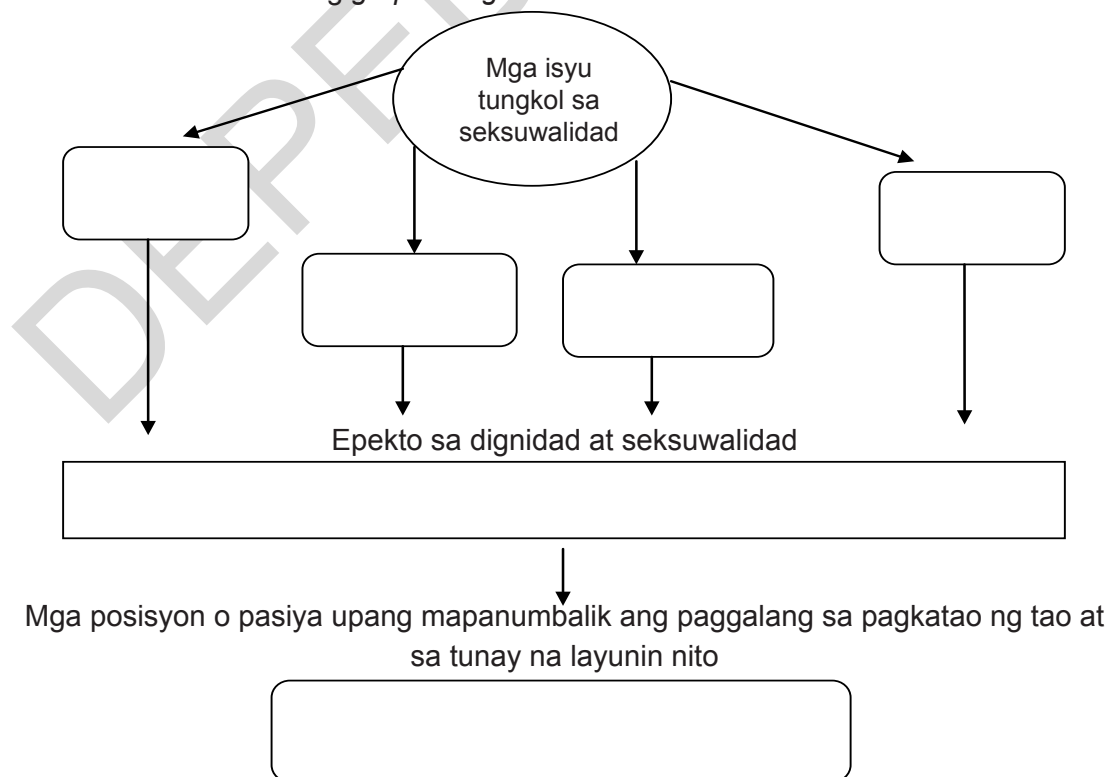 Mga isyu
tungkol sa
seksuwalidad
Epekto sa dignidad at seksuwalidad
Mga posisyon o pasiya upang mapanumbalik ang paggalang sa pagkatao ng tao at
sa tunay na layunin nito